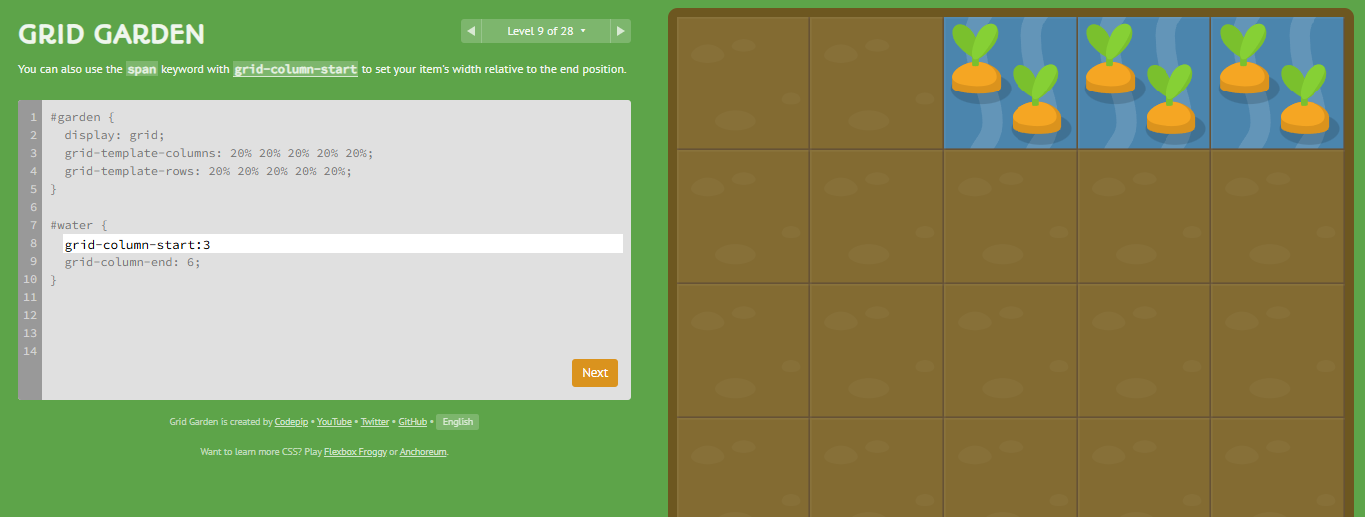 GRID GARDEN
Level 9 of 28
You can also use the span keyword with grid-column-start to set your item's width relative to the end position.
1 #garden {
2 display: grid;
3 grid-template-columns: 20% 20% 20% 20% 20%;
4 grid-template-rows: 20% 20% 20% 20% 20%;
5 }
6
7 #water {
8 grid-column-start:3
9 grid-column-end: 6;
10 }
11
12
13
14
Next
Grid Garden is created by Codepip • YouTube • Twitter • GitHub • English
Want to learn more CSS? Play Flexbox Froggy or Anchoreum.